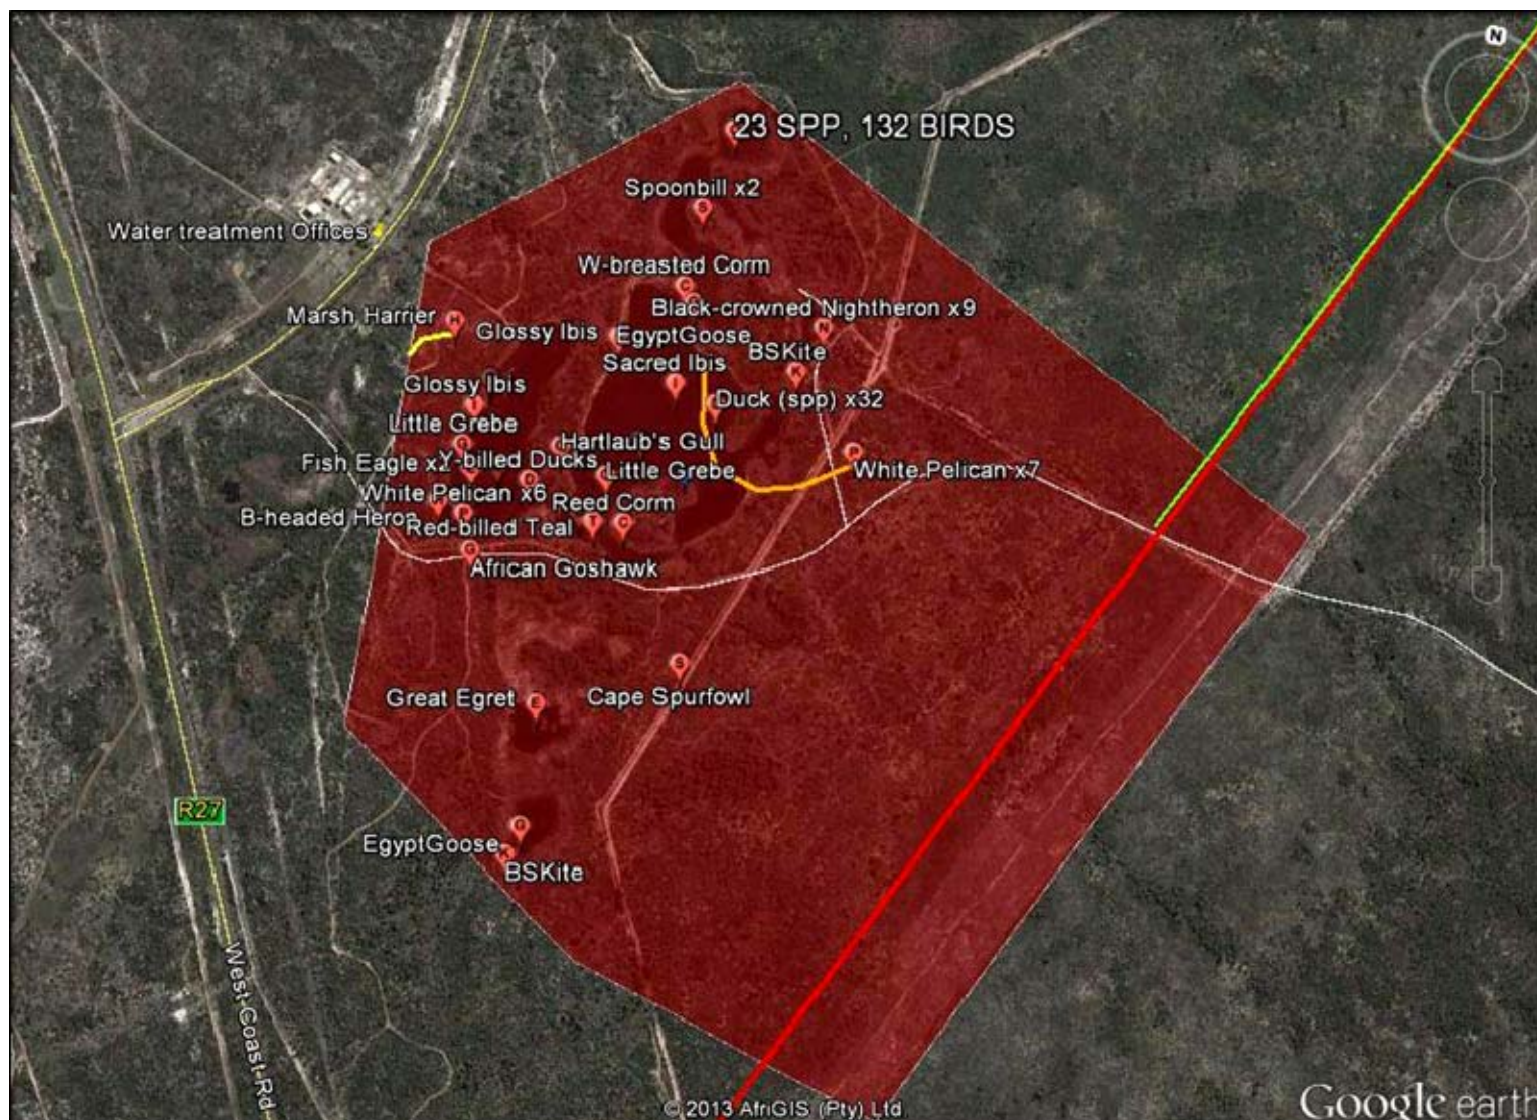 N
23 SPP, 132 BIRDS
Spoonbill x2
Water treatment Offices
W-breasted Corm
Black-crowned Nightheron x9
Marsh Harrier
Glossy Ibis
EgyptGoose
BSKite
Sacred Ibis
Glossy Ibis
Duck (spp) x32
Little Grebe
Hartlaub's Gull
Fish Eagle x2
Y-billed Ducks
Little Grebe
White Pelican x7
White Pelican x6
Reed Corm
B-headed Heron
Red-billed Teal
African Goshawk
Great Egret
Cape Spurfowl
R27
EgyptGoose
BSKite
West Coast Rd
© 2013 AfriGIS (Pty) Ltd.
Google earth